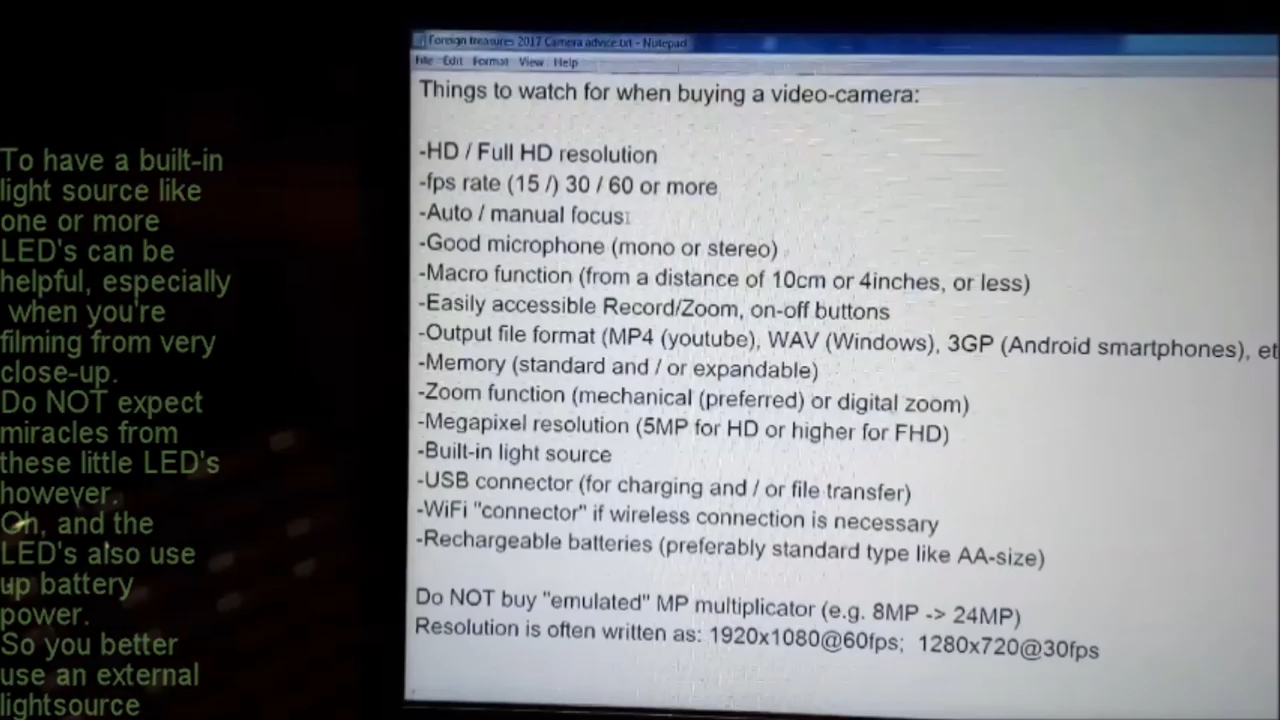 To have a built-in
light source like
one or more
LED's can be
helpful, especially
when you're
filming from very
close-up.
Do NOT expect
miracles from
these little LED's
however.
Oh, and the
LED's also use
up battery
power.
So you better
use an external
lightsource
Foreign treasures 2017 Camera advice.txt - Notepad
File Edit Format View Help
Things to watch for when buying a video-camera:
-HD / Full HD resolution
-fps rate (15 /) 30 / 60 or more
-Auto / manual focus
-Good microphone (mono or stereo)
-Macro function (from a distance of 10cm or 4inches, or less)
-Easily accessible Record/Zoom, on-off buttons
-Output file format (MP4 (youtube), WAV (Windows), 3GP (Android smartphones), et
-Memory (standard and / or expandable)
-Zoom function (mechanical (preferred) or digital zoom)
-Megapixel resolution (5MP for HD or higher for FHD)
-Built-in light source
-USB connector (for charging and / or file transfer)
-WiFi "connector" if wireless connection is necessary
-Rechargeable batteries (preferably standard type like AA-size)
Do NOT buy "emulated" MP multiplicator (e.g. 8MP -> 24MP)
Resolution is often written as: 1920x1080@60fps; 1280x720@30fps